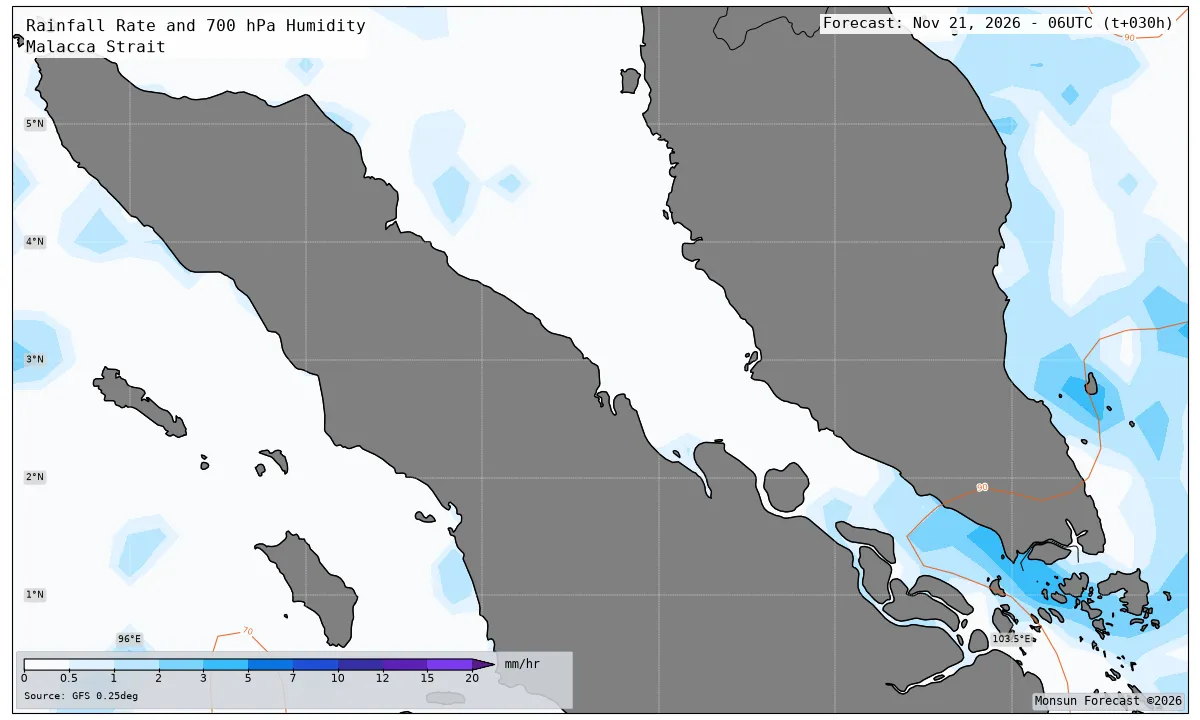 Rainfall Rate and 700 hPa Humidity
Malacca Strait
Forecast: Nov 21, 2026 - 06UTC (t+030h)
90
5°N
4°N
3°N
2°N
90
1°N
96°E
70
103.5°E
0 0.5 1 2 3 5 7 10 12 15 20
mm/hr
Source: GFS 0.25deg
Monsun Forecast ©2026